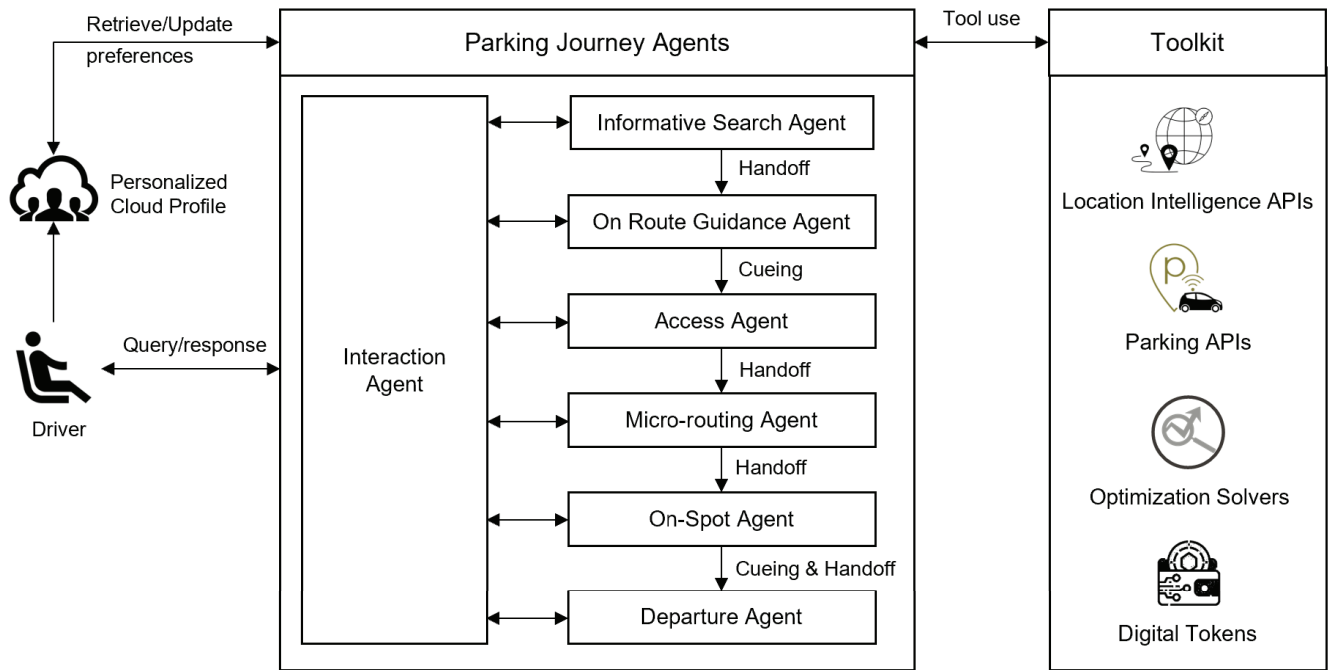 Retrieve/Update
preferences
Personalized
Cloud Profile
Query/response
Driver
Parking Journey Agents
Interaction
Agent
Informative Search Agent
Handoff
On Route Guidance Agent
Cueing
Access Agent
Handoff
Micro-routing Agent
Handoff
On-Spot Agent
Cueing & Handoff
Departure Agent
Tool use
Toolkit
Location Intelligence APIs
p
Parking APIs
Optimization Solvers
Digital Tokens